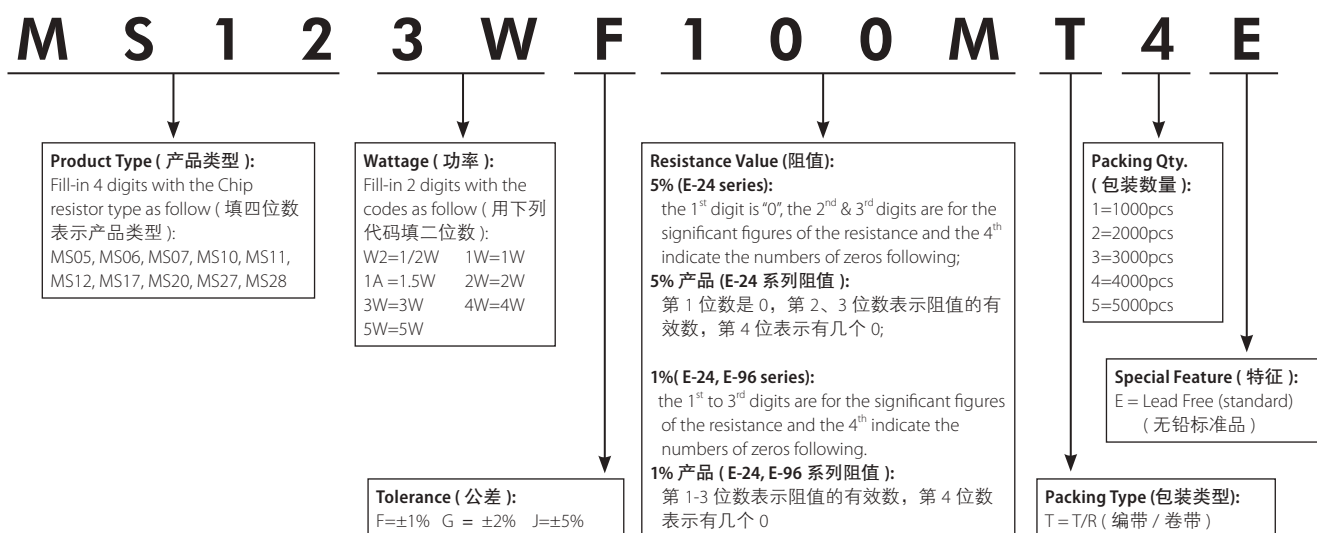 M S 1 2 3 W F 1 0 0 M T 4 E
Product Type ( 产品类型 ):
Fill-in 4 digits with the Chip
resistor type as follow ( 填四位数
表示产品类型 ):
MS05, MS06, MS07, MS10, MS11,
MS12, MS17, MS20, MS27, MS28
Wattage ( 功率 ):
Fill-in 2 digits with the
codes as follow ( 用下列
代码填二位数 ):
W2=1/2W 1W=1W
1A =1.5W 2W=2W
3W=3W 4W=4W
5W=5W
Resistance Value (阻值):
5% (E-24 series):
the 1st digit is “0”, the 2nd & 3rd digits are for the
significant figures of the resistance and the 4th
indicate the numbers of zeros following;
5% 产品 (E-24 系列阻值 ):
第 1 位数是 0，第 2、3 位数表示阻值的有
效数，第 4 位表示有几个 0;
1%( E-24, E-96 series):
the 1st to 3rd digits are for the significant figures
of the resistance and the 4th indicate the
numbers of zeros following.
1% 产品 ( E-24, E-96 系列阻值 ):
第 1-3 位数表示阻值的有效数，第 4 位数
表示有几个 0
Packing Qty.
( 包装数量 ):
1=1000pcs
2=2000pcs
3=3000pcs
4=4000pcs
5=5000pcs
Special Feature ( 特征 ):
E = Lead Free (standard)
( 无铅标准品 )
Tolerance ( 公差 ):
F=±1% G = ±2% J=±5%
Packing Type (包装类型):
T = T/R ( 编带 / 卷带 )